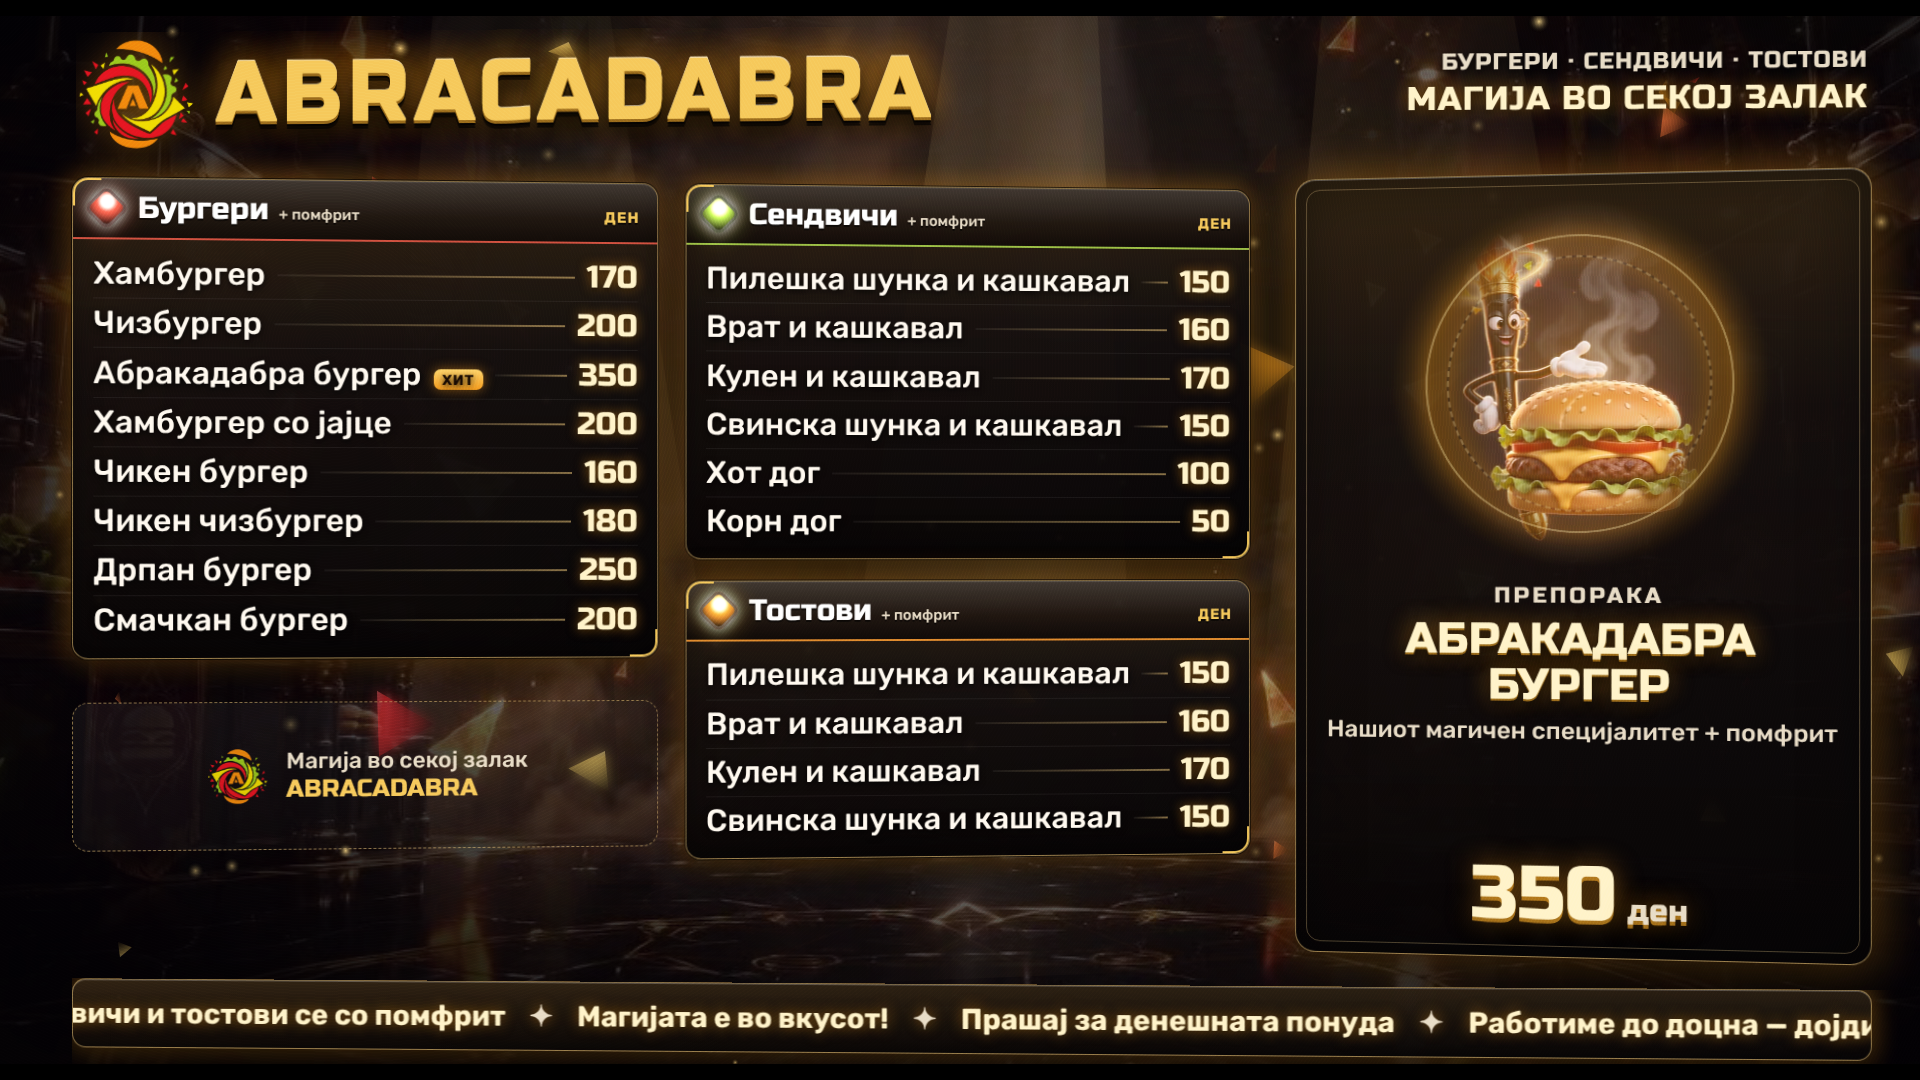 ABRACADABRA
БУРГЕРИ · СЕНДВИЧИ · ТОСТОВИ
МАГИЈА ВО СЕКОЈ ЗАЛАК
Бургери + помфрит ДЕН
Хамбургер 170
Чизбургер 200
Абракадабра бургер ХИТ 350
Хамбургер со јајце 200
Чикен бургер 160
Чикен чизбургер 180
Дрпан бургер 250
Смачкан бургер 200
Магија во секој залак
ABRACADABRA
Сендвичи + помфрит ДЕН
Пилешка шунка и кашкавал 150
Врат и кашкавал 160
Кулен и кашкавал 170
Свинска шунка и кашкавал 150
Хот дог 100
Корн дог 50
Тостови + помфрит ДЕН
Пилешка шунка и кашкавал 150
Врат и кашкавал 160
Кулен и кашкавал 170
Свинска шунка и кашкавал 150
ПРЕПОРАКА
АБРАКАДАБРА
БУРГЕР
Нашиот магичен специјалитет + помфрит
350 ден
вичи и тостови се со помфрит ✦ Магијата е во вкусот! ✦ Прашај за денешната понуда ✦ Работиме до доцна — дојди